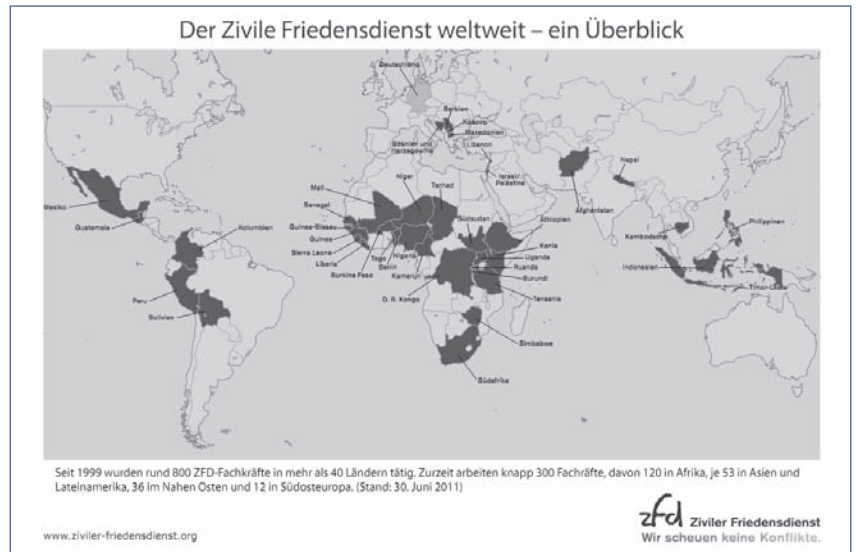 Der Zivile Friedensdienst weltweit – ein Überblick
Deutschland
Serbien
Kosovo
Mazedonien
Bosnien und
Herzegowina
Libanon
Israel/
Palästina
Nepal
Afghanistan
Mexiko
Guatemala
Kolumbien
Peru
Bolivien
Mali
Niger
Tschad
Senegal
Guinea-Bissau
Guinea
Sierra Leone
Liberia
Burkina Faso
Togo
Benin
Nigeria
Kamerun
D. R. Kongo
Südsudan
Äthiopien
Kenia
Uganda
Ruanda
Burundi
Tansania
Simbabwe
Südafrika
Kambodscha
Philippinen
Indonesien
Timor-Leste
Seit 1999 wurden rund 800 ZFD-Fachkräfte in mehr als 40 Ländern tätig. Zurzeit arbeiten knapp 300 Fachräfte, davon 120 in Afrika, je 53 in Asien und
Lateinamerika, 36 im Nahen Osten und 12 in Südosteuropa. (Stand: 30. Juni 2011)
www.ziviler-friedensdienst.org
zfd Ziviler Friedensdienst
Wir scheuen keine Konflikte.